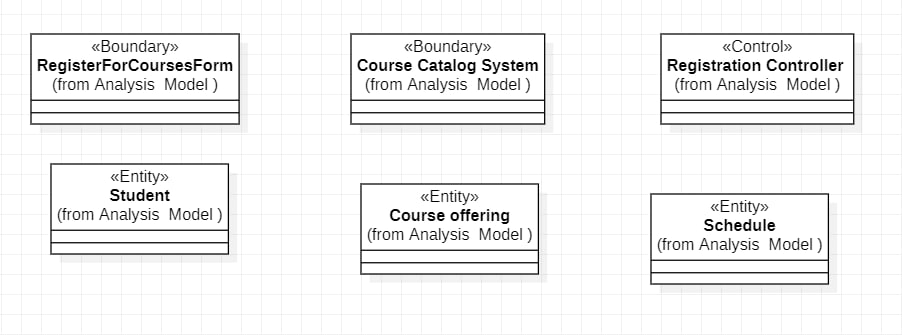 «Boundary»
RegisterForCoursesForm
(from Analysis Model )
«Boundary»
Course Catalog System
(from Analysis Model )
«Control»
Registration Controller
(from Analysis Model )
«Entity»
Student
(from Analysis Model )
«Entity»
Course offering
(from Analysis Model )
«Entity»
Schedule
(from Analysis Model )